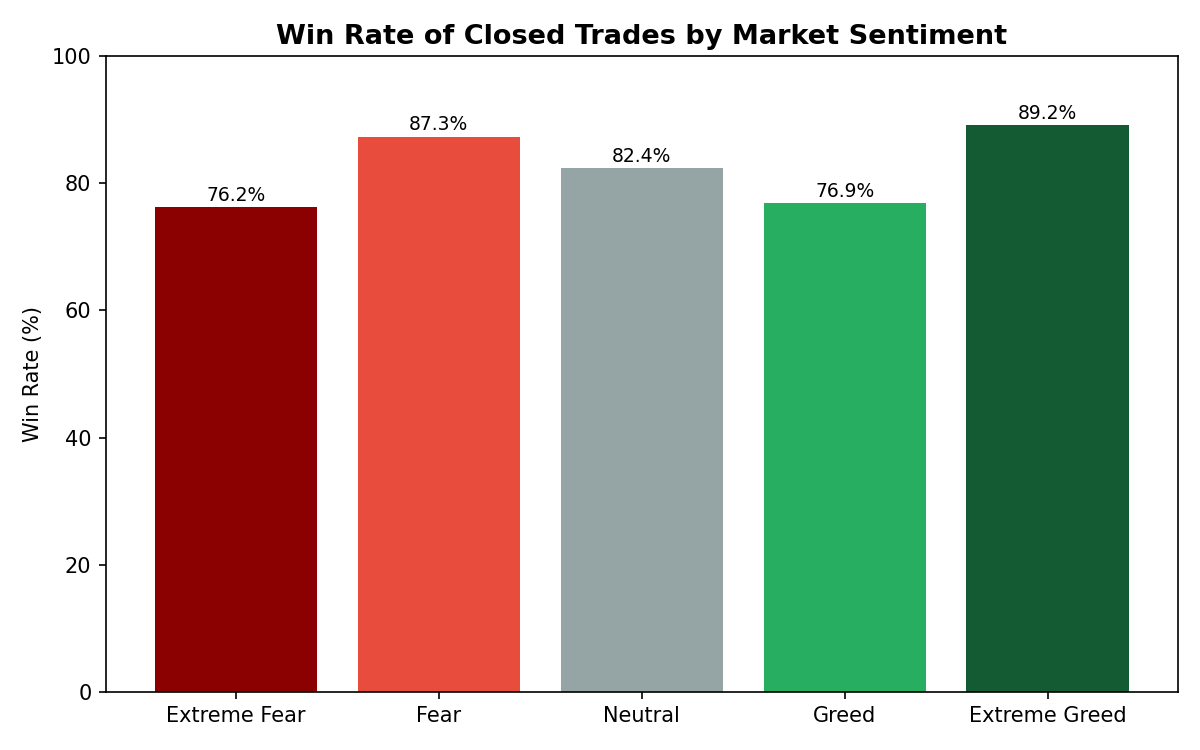 Win Rate of Closed Trades by Market Sentiment
Win Rate (%)
100
80
60
40
20
0
76.2%
87.3%
82.4%
76.9%
89.2%
Extreme Fear
Fear
Neutral
Greed
Extreme Greed